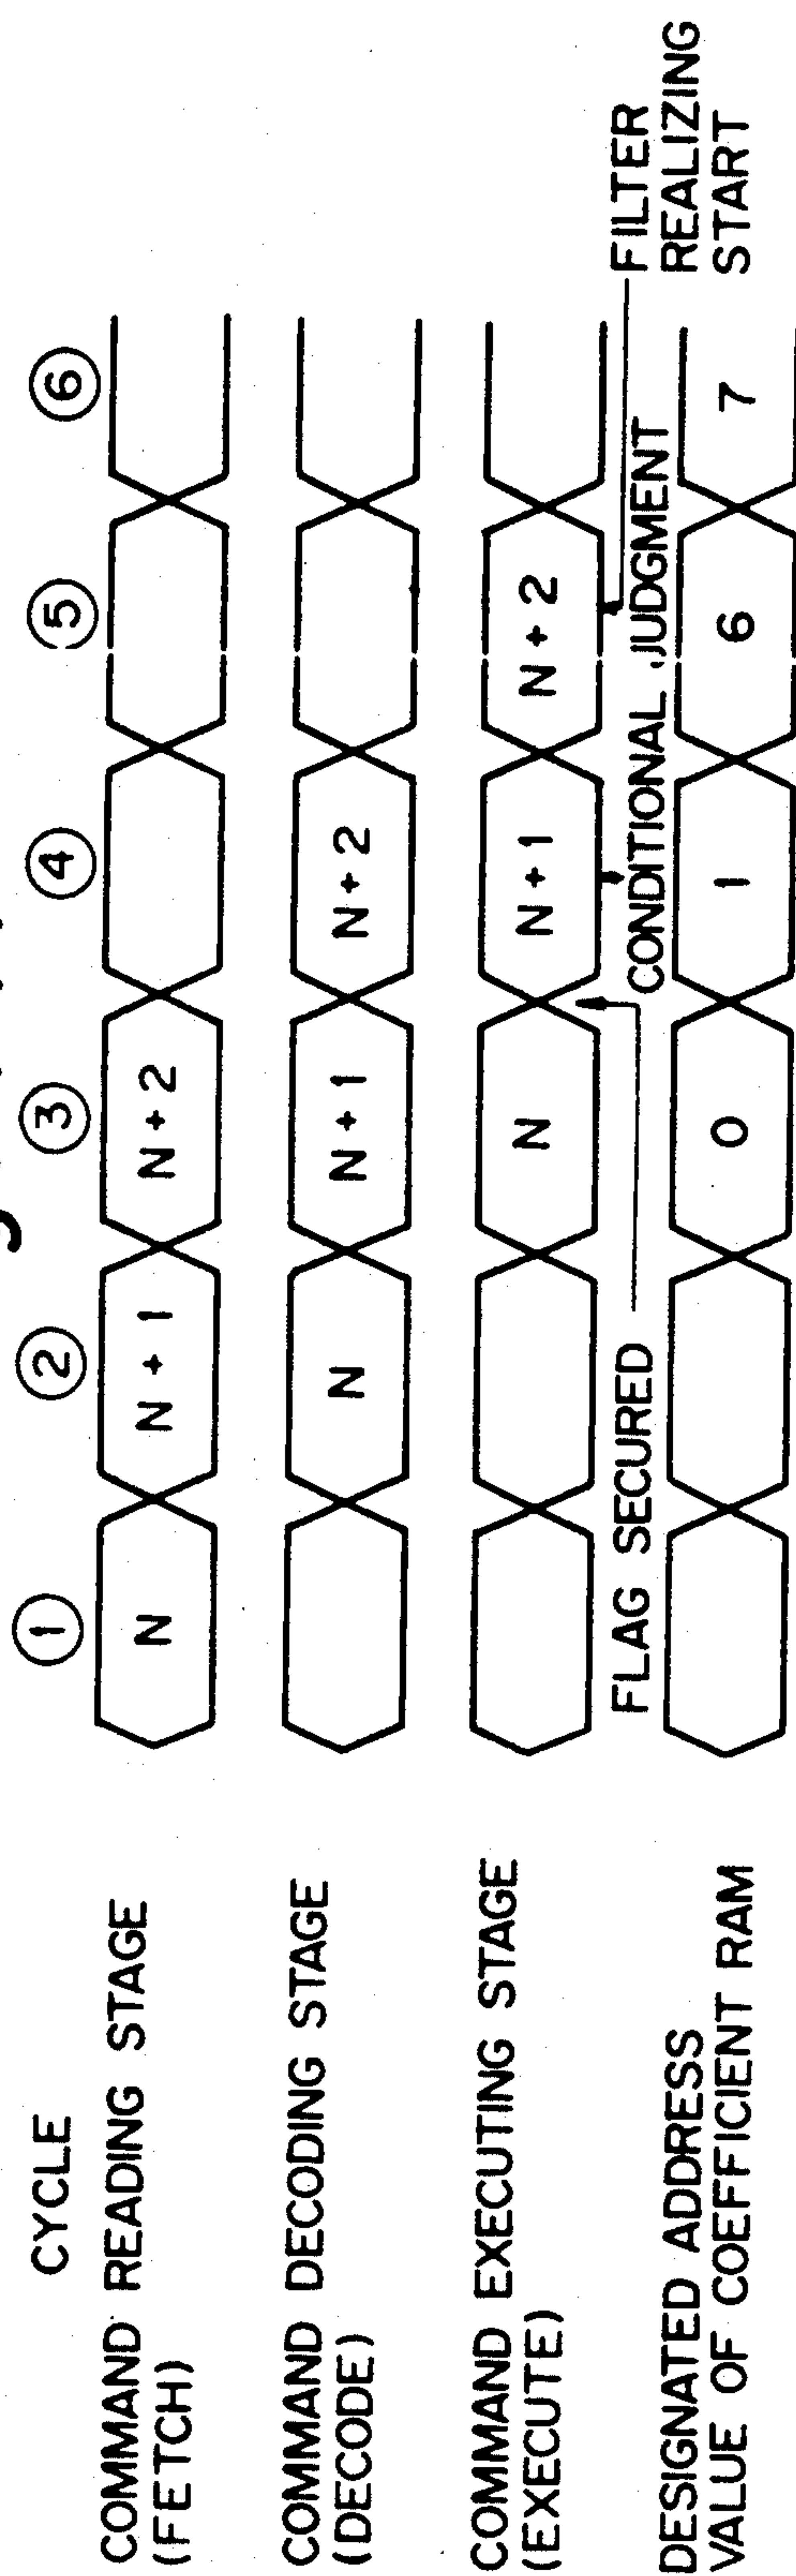 CYCLE ① ② ③ ④ ⑤ ⑥
COMMAND READING STAGE
(FETCH)
N N + 1 N + 2
COMMAND DECODING STAGE
(DECODE)
N N + 1 N + 2
COMMAND EXECUTING STAGE
(EXECUTE)
N N + 1 N + 2
FLAG SECURED
CONDITIONAL JUDGMENT
FILTER
REALIZING
START
DESIGNATED ADDRESS
VALUE OF COEFFICIENT RAM
0 1 6 7